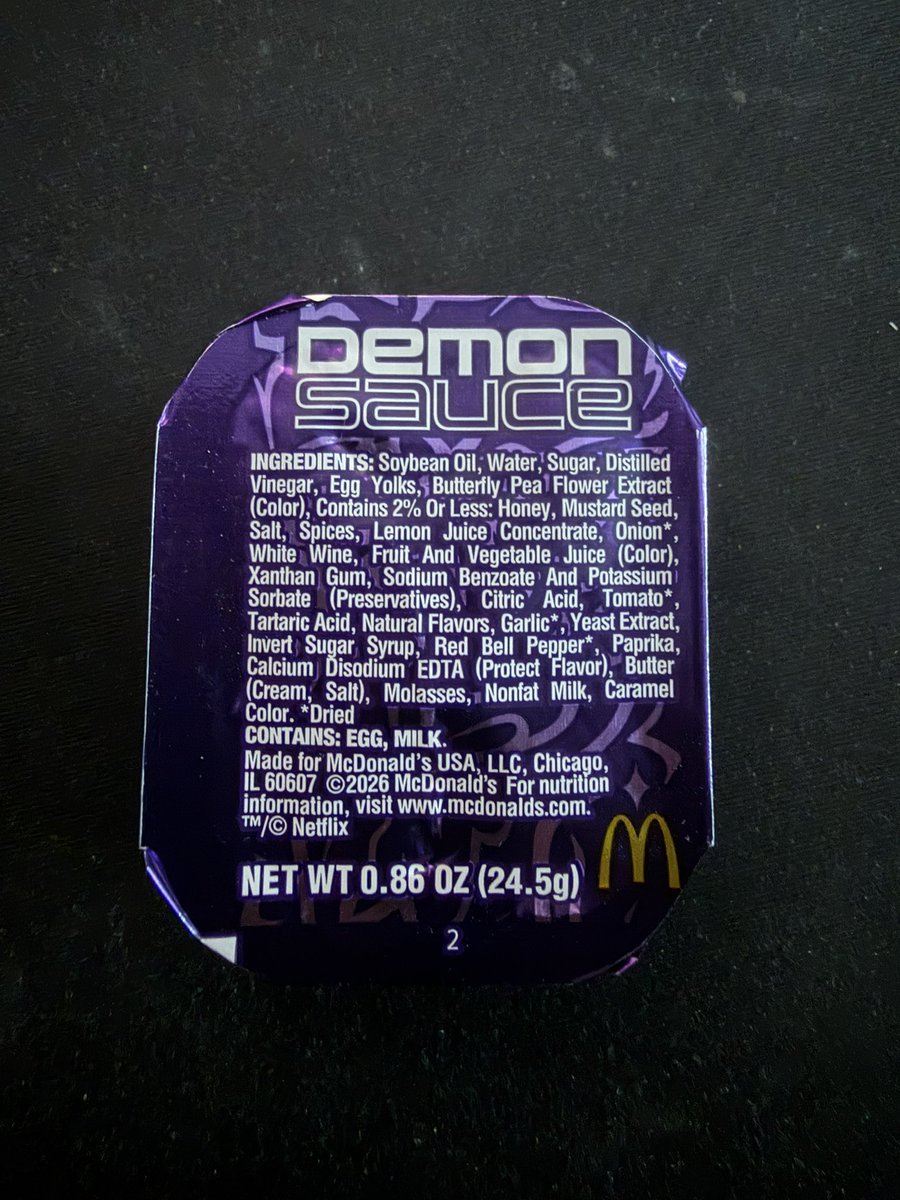 Demon
sauce
INGREDIENTS: Soybean Oil, Water, Sugar, Distilled
Vinegar, Egg Yolks, Butterfly Pea Flower Extract
(Color), Contains 2% Or Less: Honey, Mustard Seed,
Salt, Spices, Lemon Juice Concentrate, Onion*,
White Wine, Fruit And Vegetable Juice (Color),
Xanthan Gum, Sodium Benzoate And Potassium
Sorbate (Preservatives), Citric Acid, Tomato*,
Tartaric Acid, Natural Flavors, Garlic*, Yeast Extract,
Invert Sugar Syrup, Red Bell Pepper*, Paprika,
Calcium Disodium EDTA (Protect Flavor), Butter
(Cream, Salt), Molasses, Nonfat Milk, Caramel
Color. *Dried
CONTAINS: EGG, MILK.
Made for McDonald's USA, LLC, Chicago,
IL 60607 ©2026 McDonald's For nutrition
information, visit www.mcdonalds.com.
™/© Netflix
NET WT 0.86 OZ (24.5g)
2